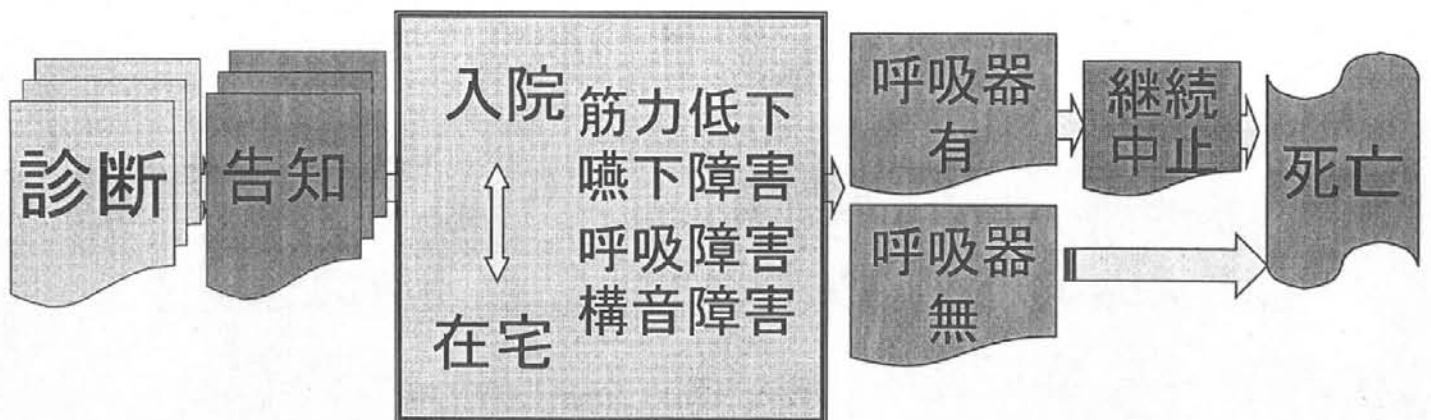 診断
告知
入院
在宅
筋力低下
嚥下障害
呼吸障害
構音障害
呼吸器
有
呼吸器
無
継続
中止
死亡